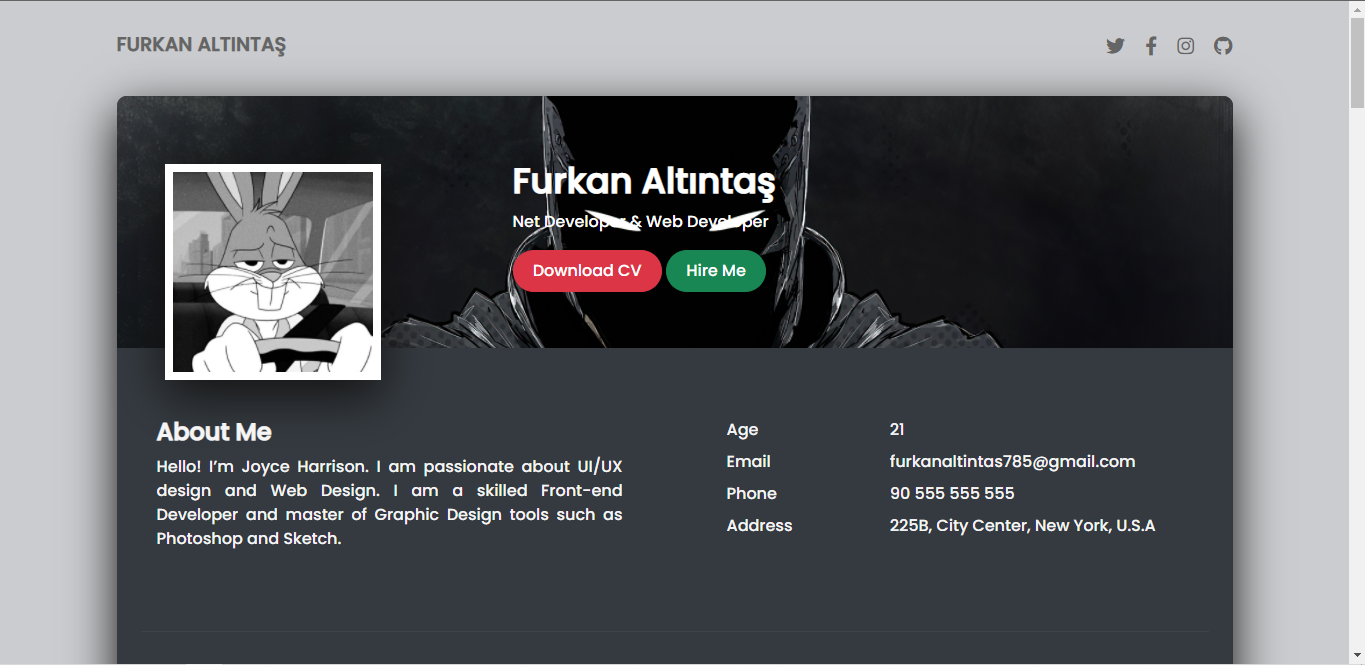 FURKAN ALTINTAŞ
Furkan Altıntaş
Net Developer & Web Developer
Download CV
Hire Me
About Me
Hello! I’m Joyce Harrison. I am passionate about UI/UX
design and Web Design. I am a skilled Front-end
Developer and master of Graphic Design tools such as
Photoshop and Sketch.
Age 21
Email furkanaltintas785@gmail.com
Phone 90 555 555 555
Address 225B, City Center, New York, U.S.A